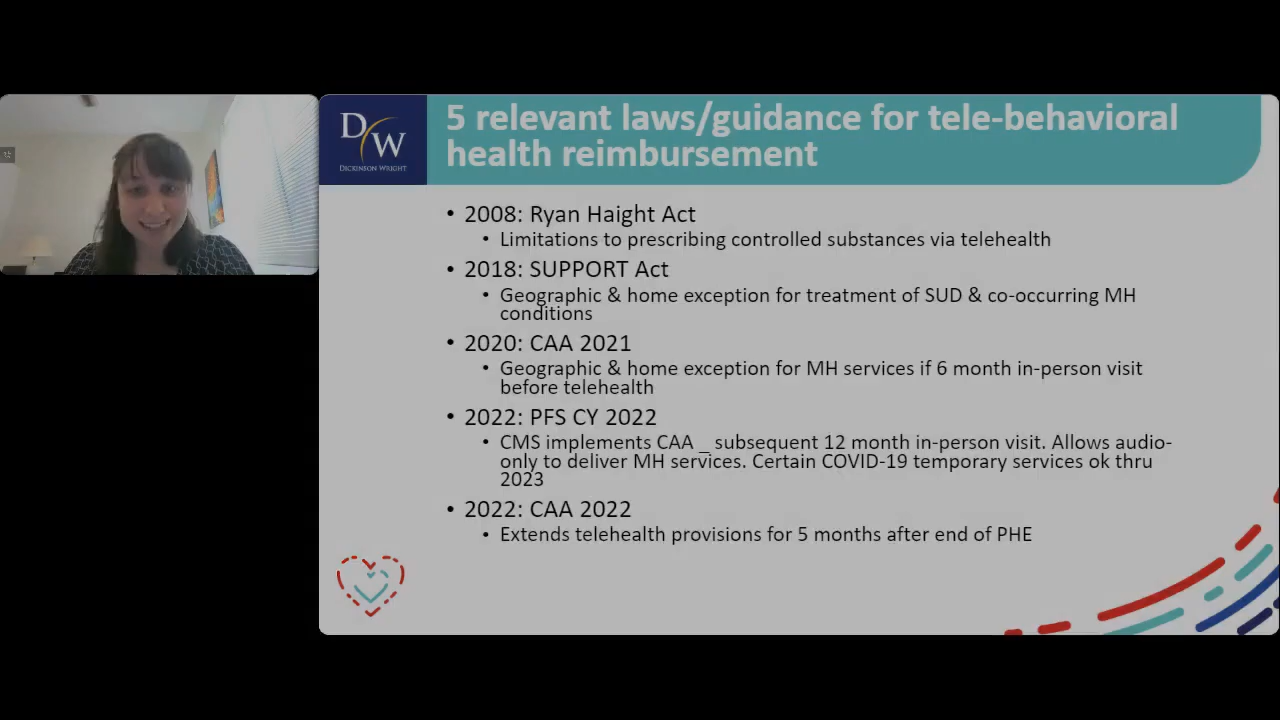 D W
DICKINSON WRIGHT
5 relevant laws/guidance for tele-behavioral
health reimbursement
• 2008: Ryan Haight Act
• Limitations to prescribing controlled substances via telehealth
• 2018: SUPPORT Act
• Geographic & home exception for treatment of SUD & co-occurring MH
conditions
• 2020: CAA 2021
• Geographic & home exception for MH services if 6 month in-person visit
before telehealth
• 2022: PFS CY 2022
• CMS implements CAA _ subsequent 12 month in-person visit. Allows audio-
only to deliver MH services. Certain COVID-19 temporary services ok thru
2023
• 2022: CAA 2022
• Extends telehealth provisions for 5 months after end of PHE